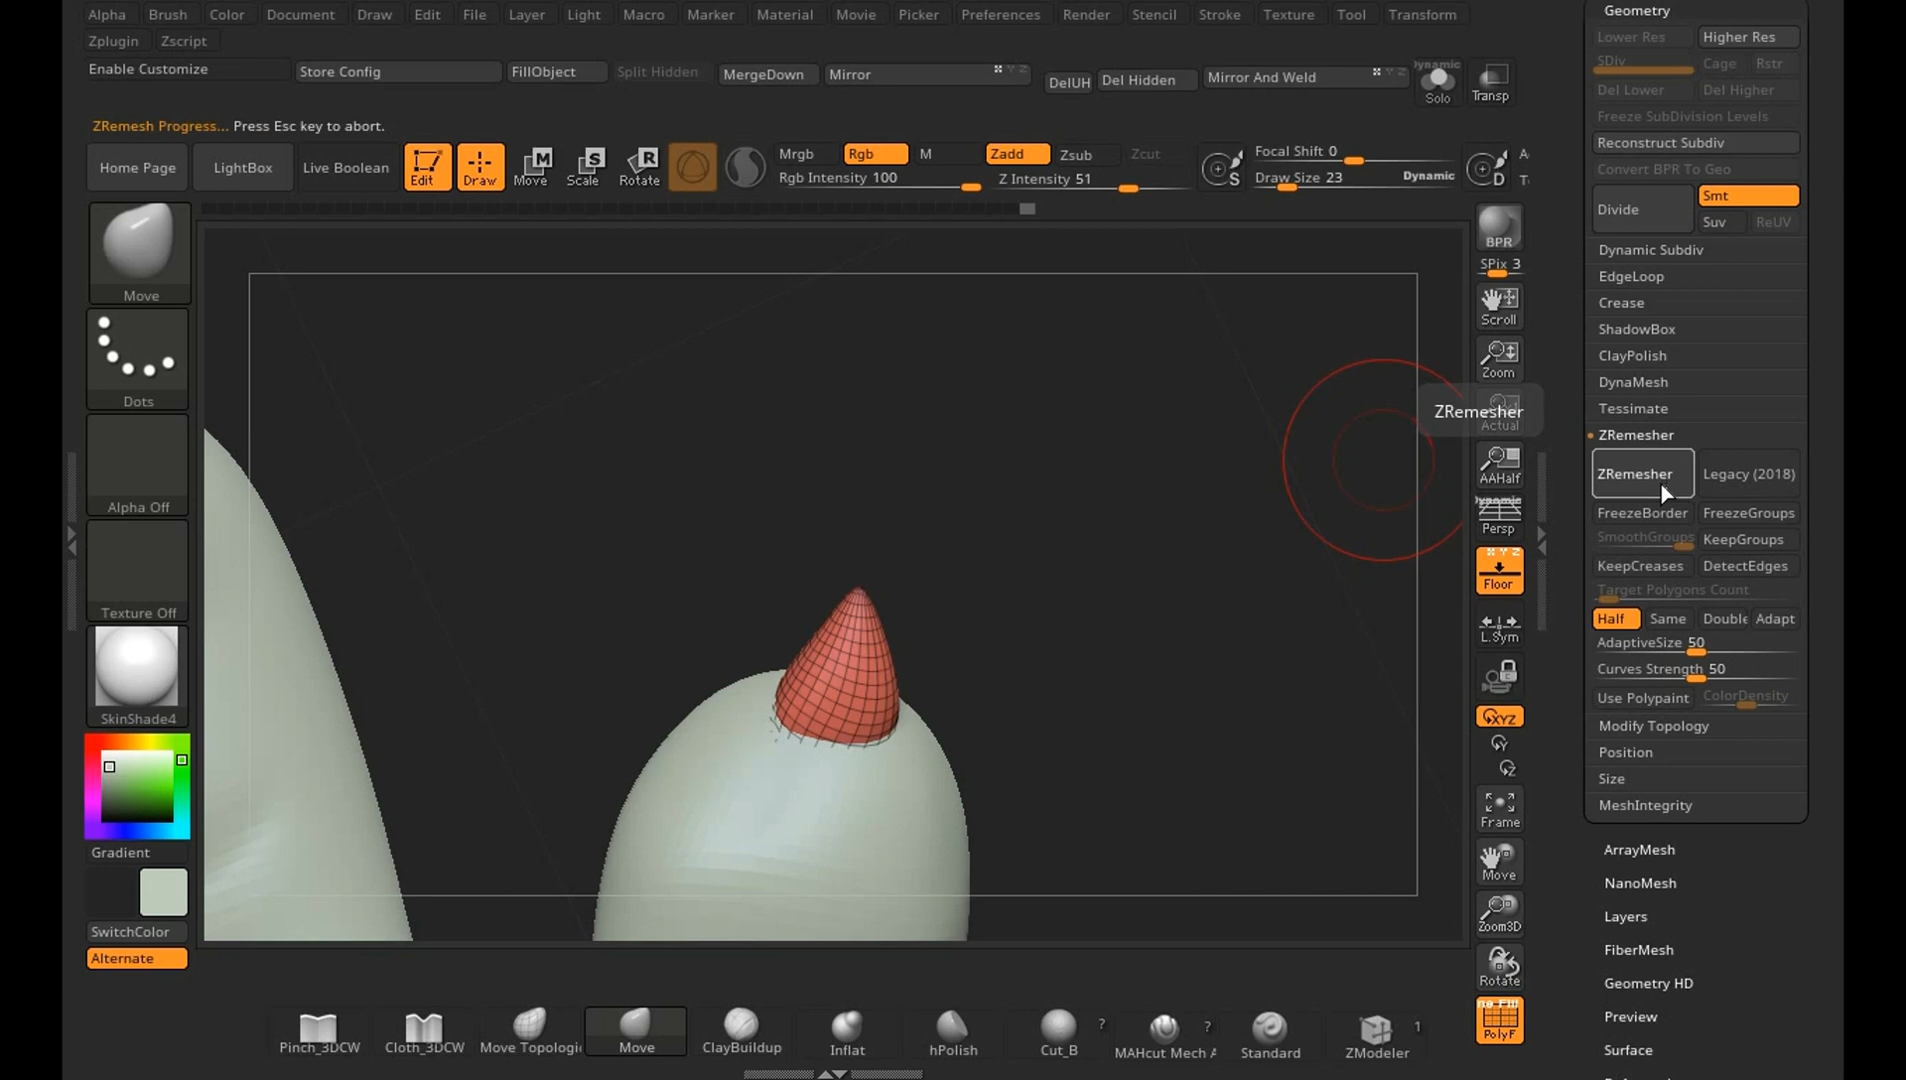 Alpha Brush Color Document Draw Edit File Layer Light Macro Marker Material Movie Picker Preferences Render Stencil Stroke Texture Tool Transform
Zplugin Zscript
Enable Customize Store Config FillObject Split Hidden MergeDown Mirror DelUH Del Hidden Mirror And Weld Dynamic Solo Transp
ZRemesh Progress... Press Esc key to abort.
Home Page LightBox Live Boolean Edit Draw Move Scale Rotate
Mrgb Rgb M Zadd Zsub Zcut Focal Shift 0
Rgb Intensity 100 Z Intensity 51 Draw Size 23 Dynamic
Move
Dots
Alpha Off
Texture Off
SkinShade4
Gradient
SwitchColor
Alternate
BPR
SPix 3
Scroll
Zoom
Actual
AAHalf
Dynamic
Persp
Floor
L.Sym
XYZ
Y
Z
Frame
Move
Zoom3D
Rotate
PolyF
ZRemesher
Geometry
Lower Res Higher Res
SDiv Cage Rstr
Del Lower Del Higher
Freeze SubDivision Levels
Reconstruct Subdiv
Convert BPR To Geo
Divide Smt
Suv ReUV
Dynamic Subdiv
EdgeLoop
Crease
ShadowBox
ClayPolish
DynaMesh
Tessimate
ZRemesher
ZRemesher Legacy (2018)
FreezeBorder FreezeGroups
SmoothGroups KeepGroups
KeepCreases DetectEdges
Target Polygons Count
Half Same Double Adapt
AdaptiveSize 50
Curves Strength 50
Use Polypaint ColorDensity
Modify Topology
Position
Size
MeshIntegrity
ArrayMesh
NanoMesh
Layers
FiberMesh
Geometry HD
Preview
Surface
Pinch_3DCW Cloth_3DCW Move Topologic Move ClayBuildup Inflat hPolish Cut_B ? MAHcut Mech A ? Standard ZModeler 1